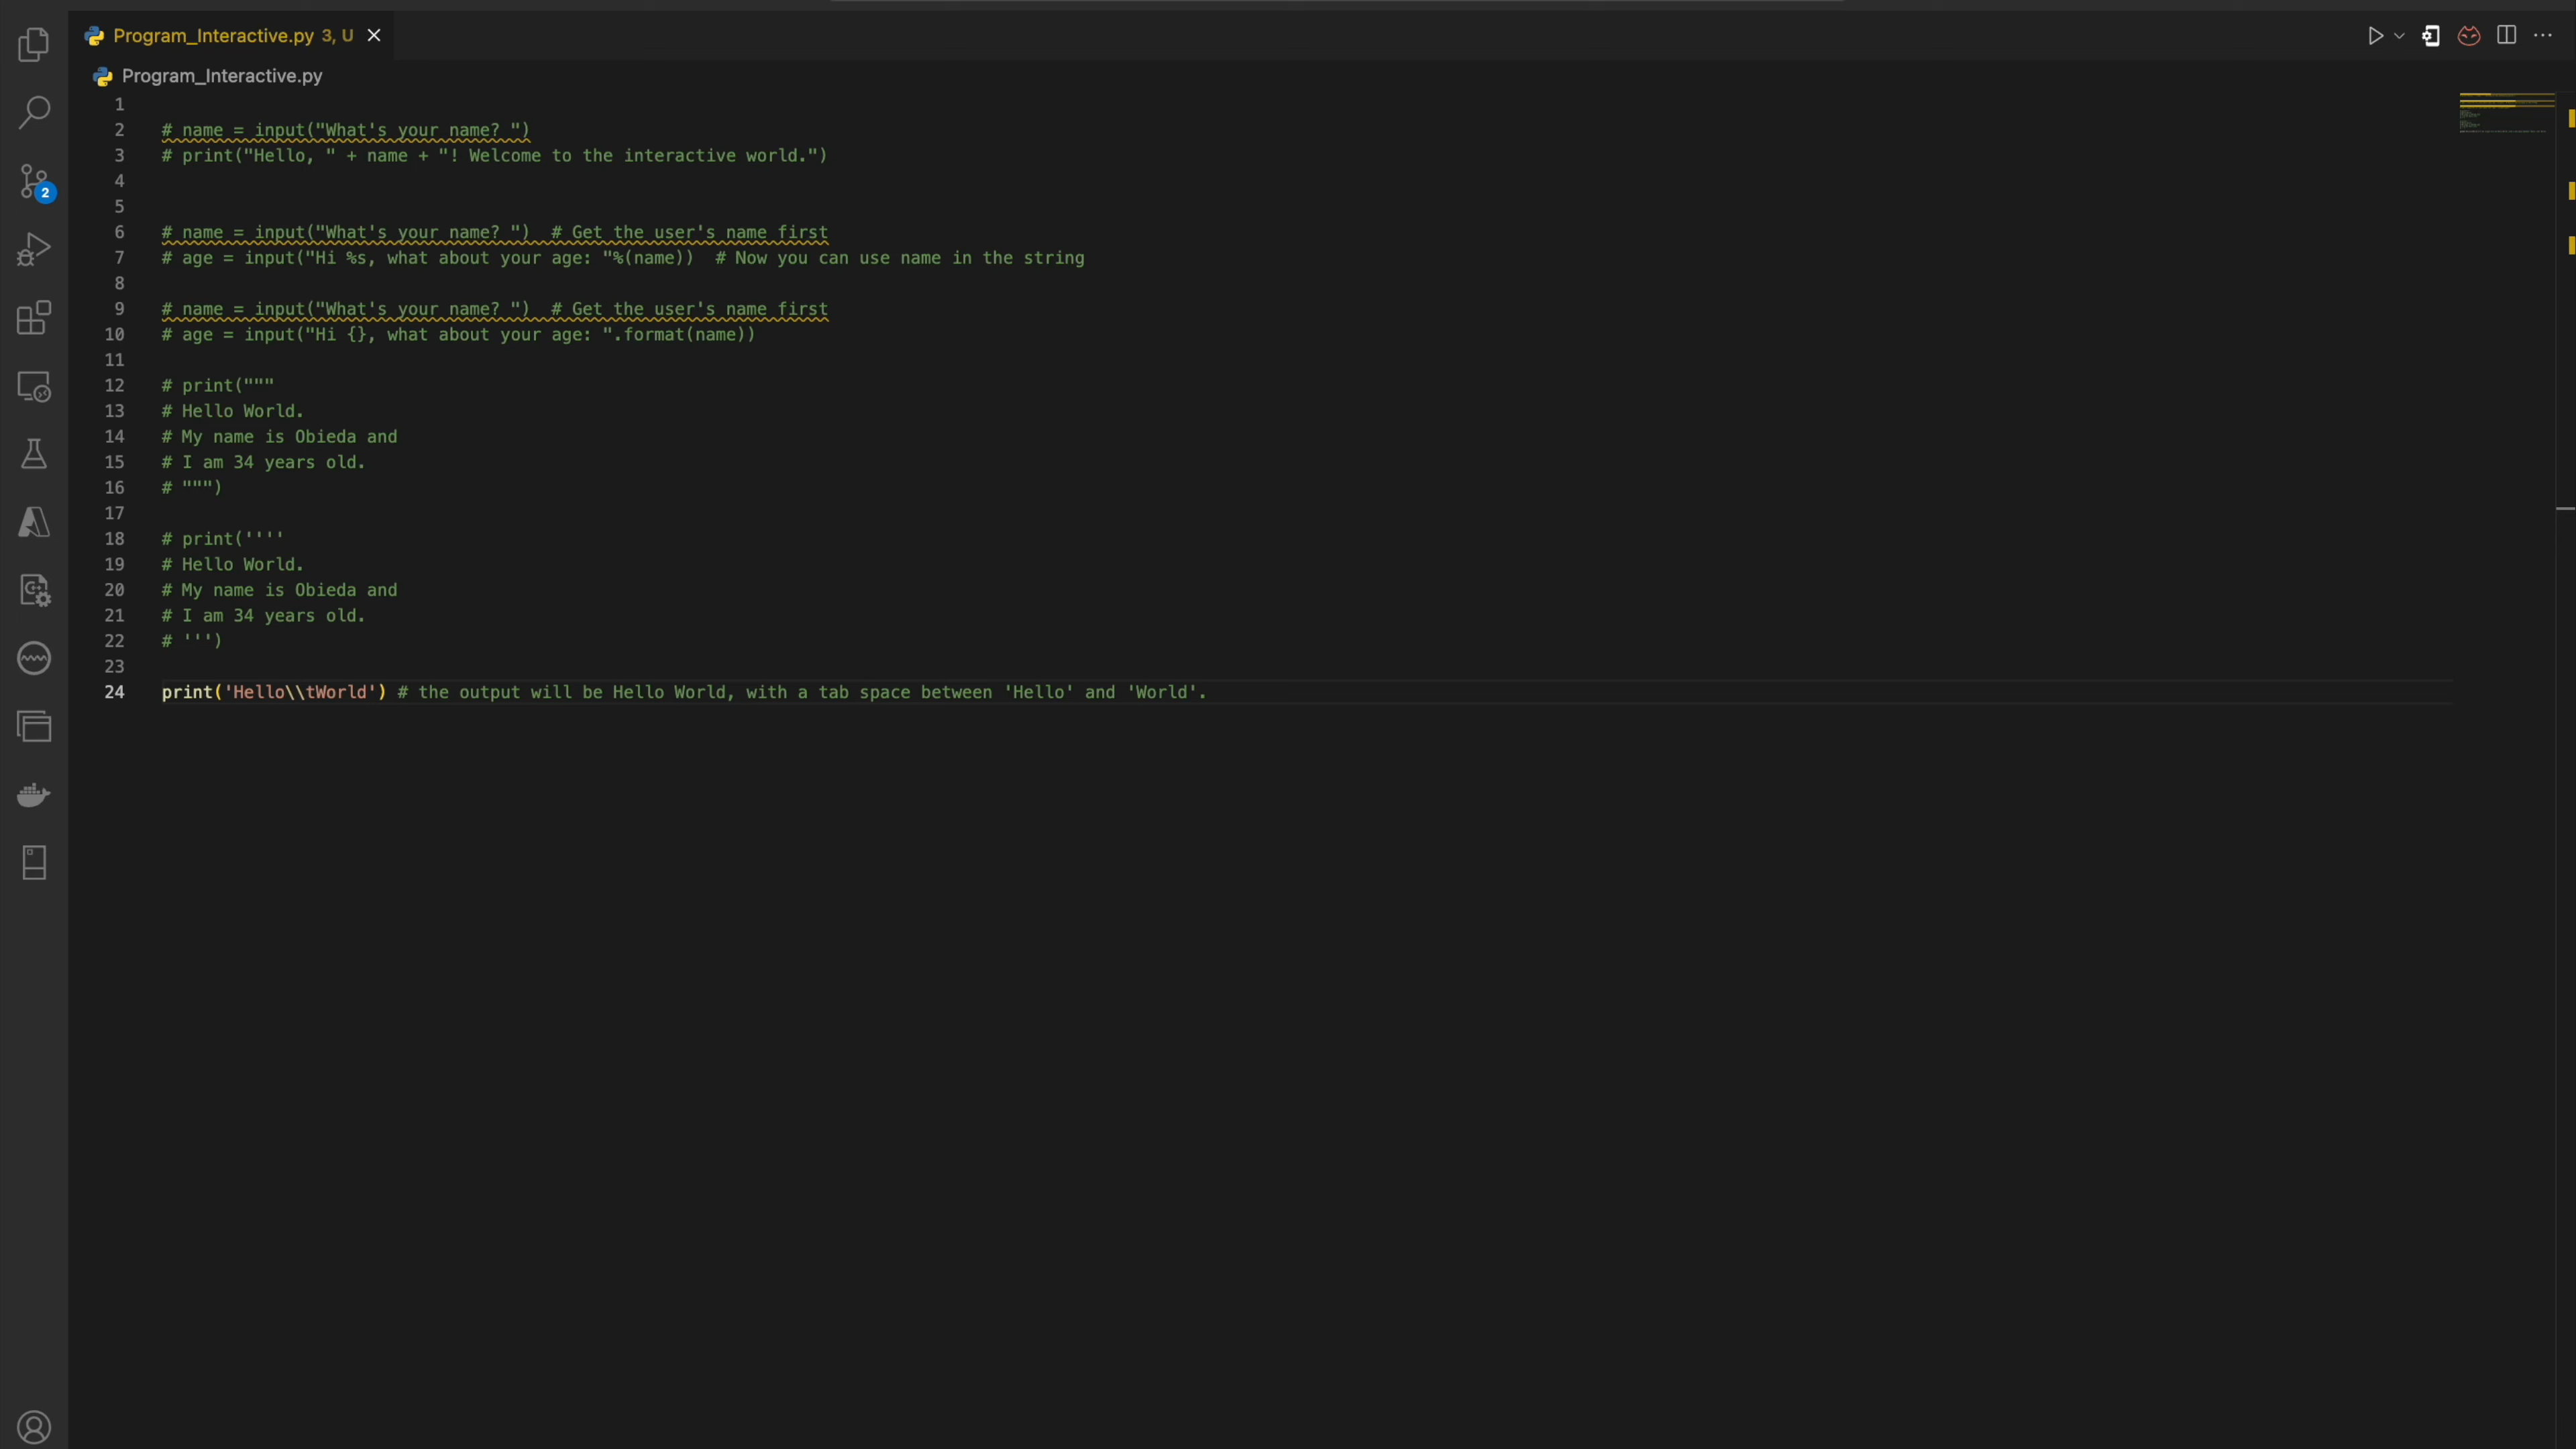 Program_Interactive.py 3, U
Program_Interactive.py
1
2 # name = input("What's your name? ")
3 # print("Hello, " + name + "! Welcome to the interactive world.")
4
5
6 # name = input("What's your name? ")  # Get the user's name first
7 # age = input("Hi %s, what about your age: "%(name))  # Now you can use name in the string
8
9 # name = input("What's your name? ")  # Get the user's name first
10 # age = input("Hi {}, what about your age: ".format(name))
11
12 # print("""
13 # Hello World.
14 # My name is Obieda and
15 # I am 34 years old.
16 # """)
17
18 # print(''''
19 # Hello World.
20 # My name is Obieda and
21 # I am 34 years old.
22 # ''')
23
24 print('Hello\\tWorld') # the output will be Hello World, with a tab space between 'Hello' and 'World'.
2